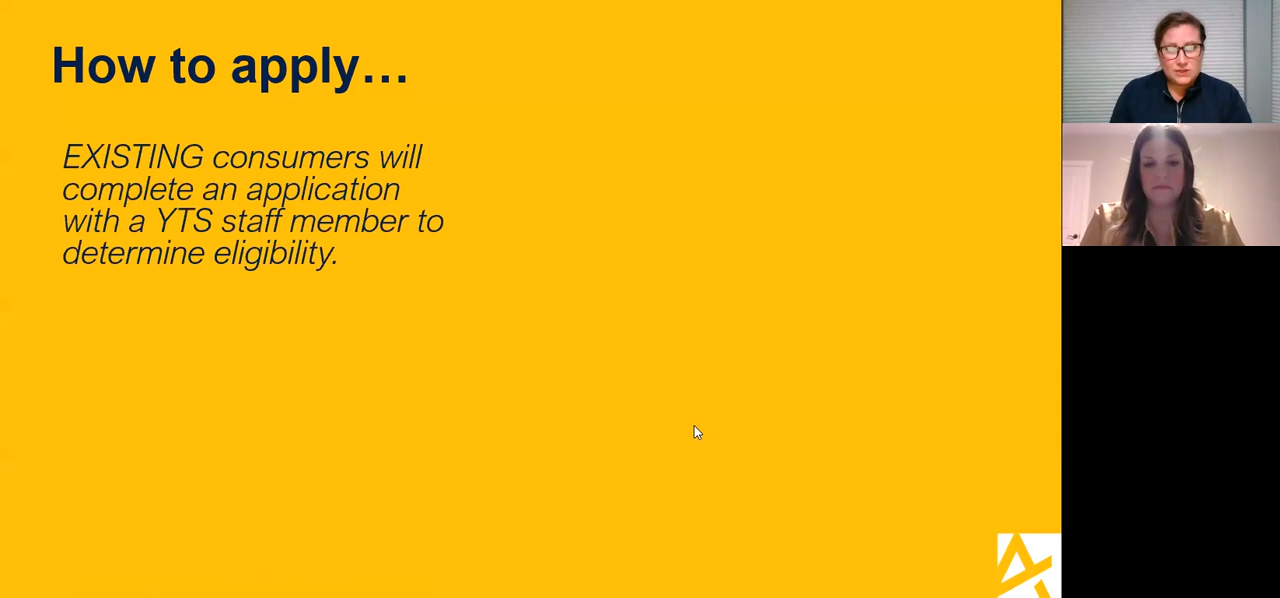 How to apply…
EXISTING consumers will
complete an application
with a YTS staff member to
determine eligibility.